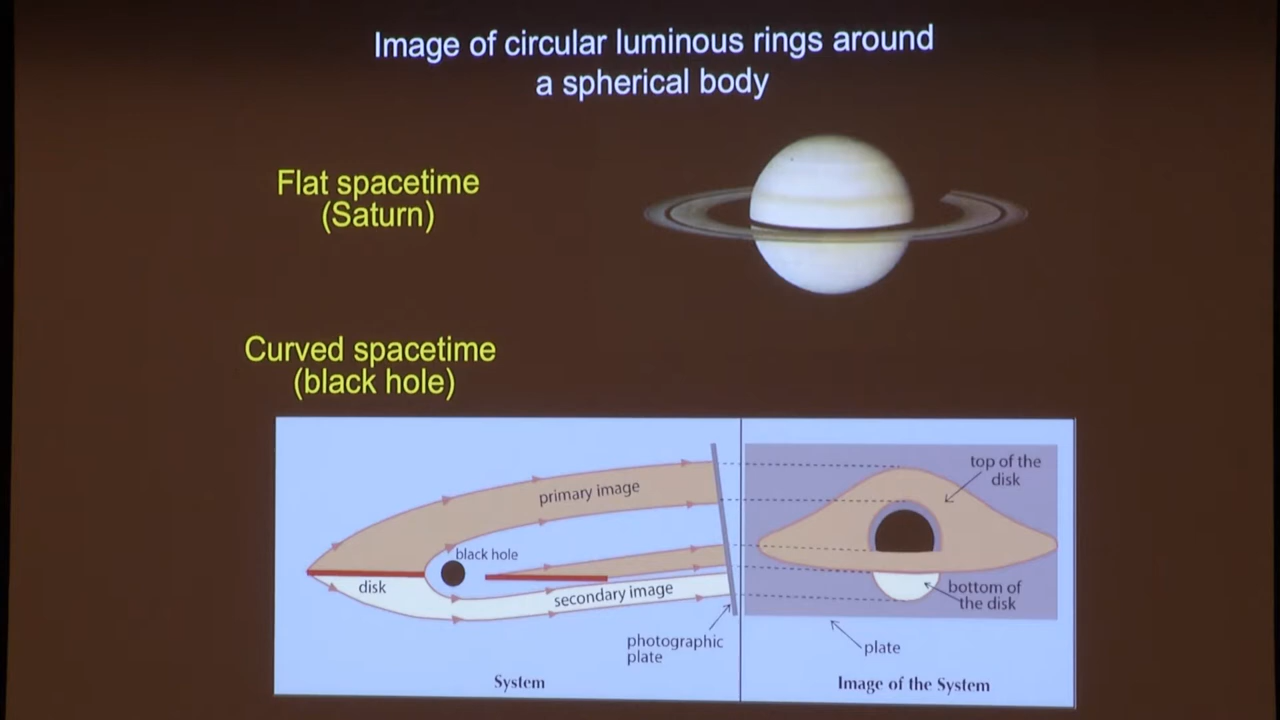 Image of circular luminous rings around
a spherical body
Flat spacetime
(Saturn)
Curved spacetime
(black hole)
primary image
black hole
disk
secondary image
photographic
plate
System
top of the
disk
bottom of
the disk
plate
Image of the System